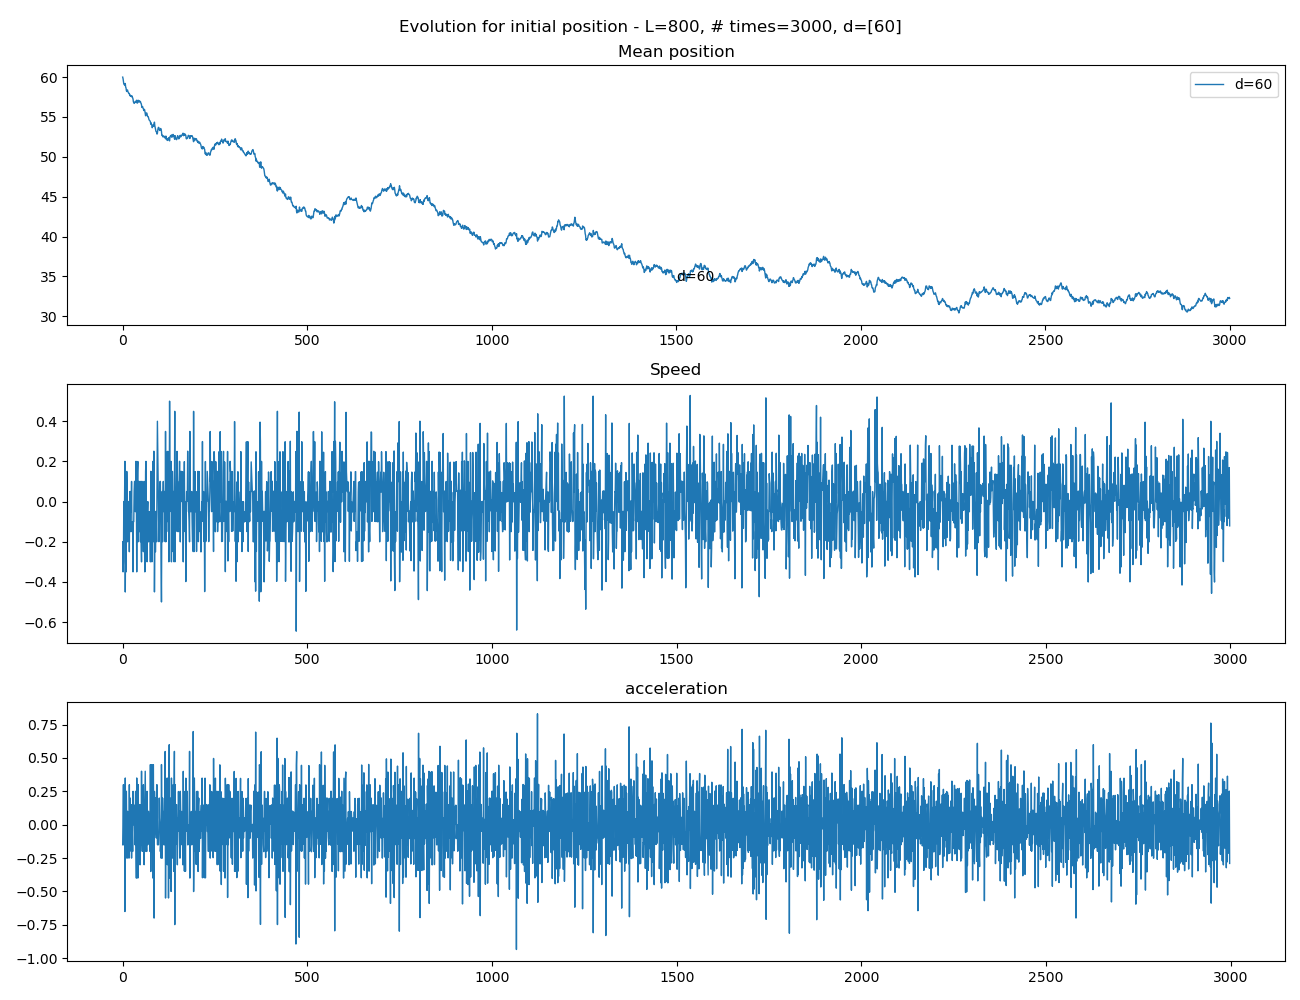 Evolution for initial position - L=800, # times=3000, d=[60]
Mean position
60
55
50
45
40
35
30
d=60
d=60
0 500 1000 1500 2000 2500 3000
Speed
0.4
0.2
0.0
−0.2
−0.4
−0.6
0 500 1000 1500 2000 2500 3000
acceleration
0.75
0.50
0.25
0.00
−0.25
−0.50
−0.75
−1.00
0 500 1000 1500 2000 2500 3000